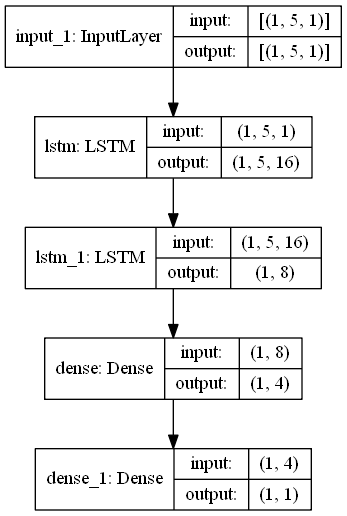 input_1: InputLayer
input: [(1, 5, 1)]
output: [(1, 5, 1)]
lstm: LSTM
input: (1, 5, 1)
output: (1, 5, 16)
lstm_1: LSTM
input: (1, 5, 16)
output: (1, 8)
dense: Dense
input: (1, 8)
output: (1, 4)
dense_1: Dense
input: (1, 4)
output: (1, 1)